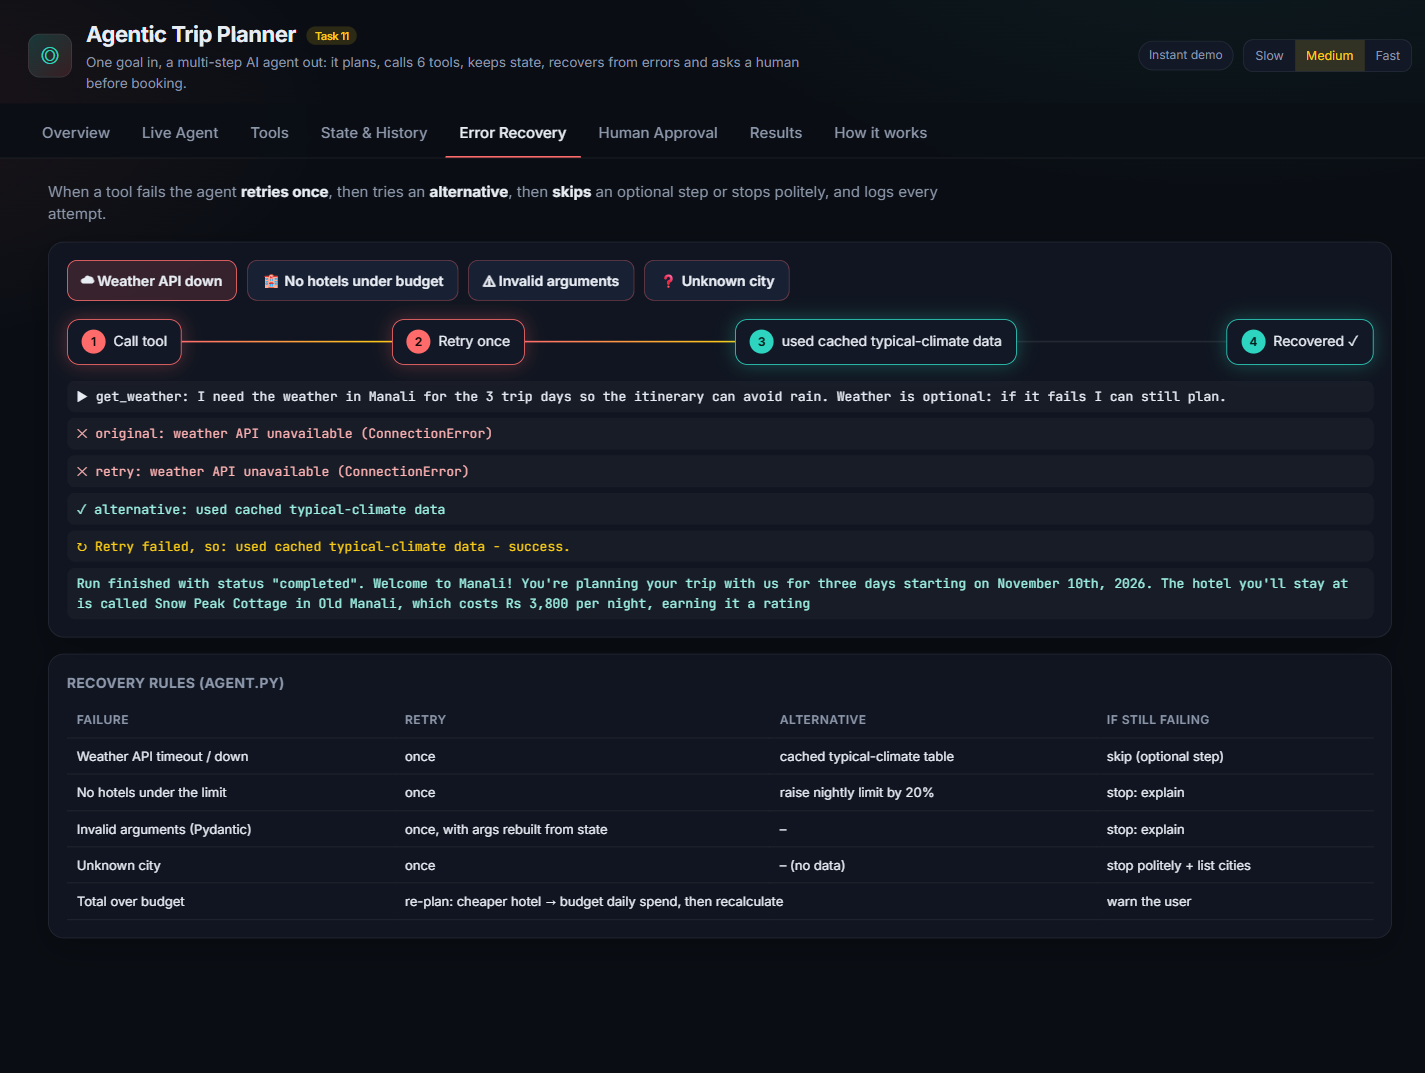 Agentic Trip Planner Task 11
One goal in, a multi-step AI agent out: it plans, calls 6 tools, keeps state, recovers from errors and asks a human
before booking.
Instant demo Slow Medium Fast
Overview Live Agent Tools State & History Error Recovery Human Approval Results How it works
When a tool fails the agent retries once, then tries an alternative, then skips an optional step or stops politely, and logs every
attempt.
☁ Weather API down 🏨 No hotels under budget ⚠ Invalid arguments ❓ Unknown city
1 Call tool 2 Retry once 3 used cached typical-climate data 4 Recovered ✓
▶ get_weather: I need the weather in Manali for the 3 trip days so the itinerary can avoid rain. Weather is optional: if it fails I can still plan.
✕ original: weather API unavailable (ConnectionError)
✕ retry: weather API unavailable (ConnectionError)
✓ alternative: used cached typical-climate data
↻ Retry failed, so: used cached typical-climate data - success.
Run finished with status "completed". Welcome to Manali! You're planning your trip with us for three days starting on November 10th, 2026. The hotel you'll stay at
is called Snow Peak Cottage in Old Manali, which costs Rs 3,800 per night, earning it a rating
RECOVERY RULES (AGENT.PY)
FAILURE RETRY ALTERNATIVE IF STILL FAILING
Weather API timeout / down once cached typical-climate table skip (optional step)
No hotels under the limit once raise nightly limit by 20% stop: explain
Invalid arguments (Pydantic) once, with args rebuilt from state – stop: explain
Unknown city once – (no data) stop politely + list cities
Total over budget re-plan: cheaper hotel → budget daily spend, then recalculate warn the user